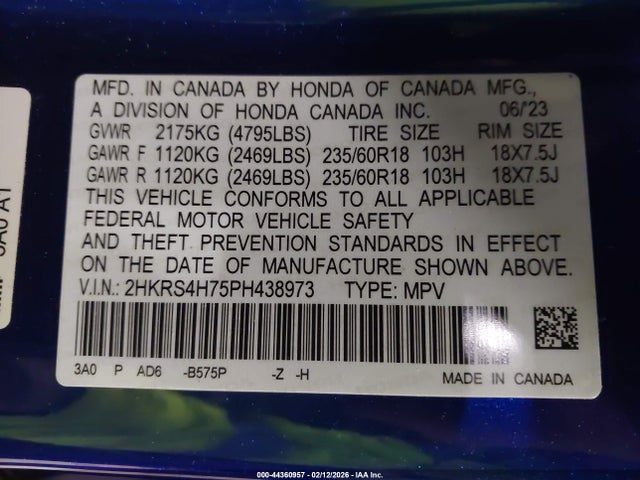 MFD. IN CANADA BY HONDA OF CANADA MFG.,
A DIVISION OF HONDA CANADA INC. 06/'23
GVWR 2175KG (4795LBS) TIRE SIZE RIM SIZE
GAWR F 1120KG (2469LBS) 235/60R18 103H 18X7.5J
GAWR R 1120KG (2469LBS) 235/60R18 103H 18X7.5J
THIS VEHICLE CONFORMS TO ALL APPLICABLE
FEDERAL MOTOR VEHICLE SAFETY
AND THEFT PREVENTION STANDARDS IN EFFECT
ON THE DATE OF MANUFACTURE SHOWN ABOVE.
V.I.N.: 2HKRS4H75PH438973 TYPE: MPV
3A0 P AD6 -B575P -Z -H MADE IN CANADA
000-44360957 - 02/12/2026 - IAA Inc.